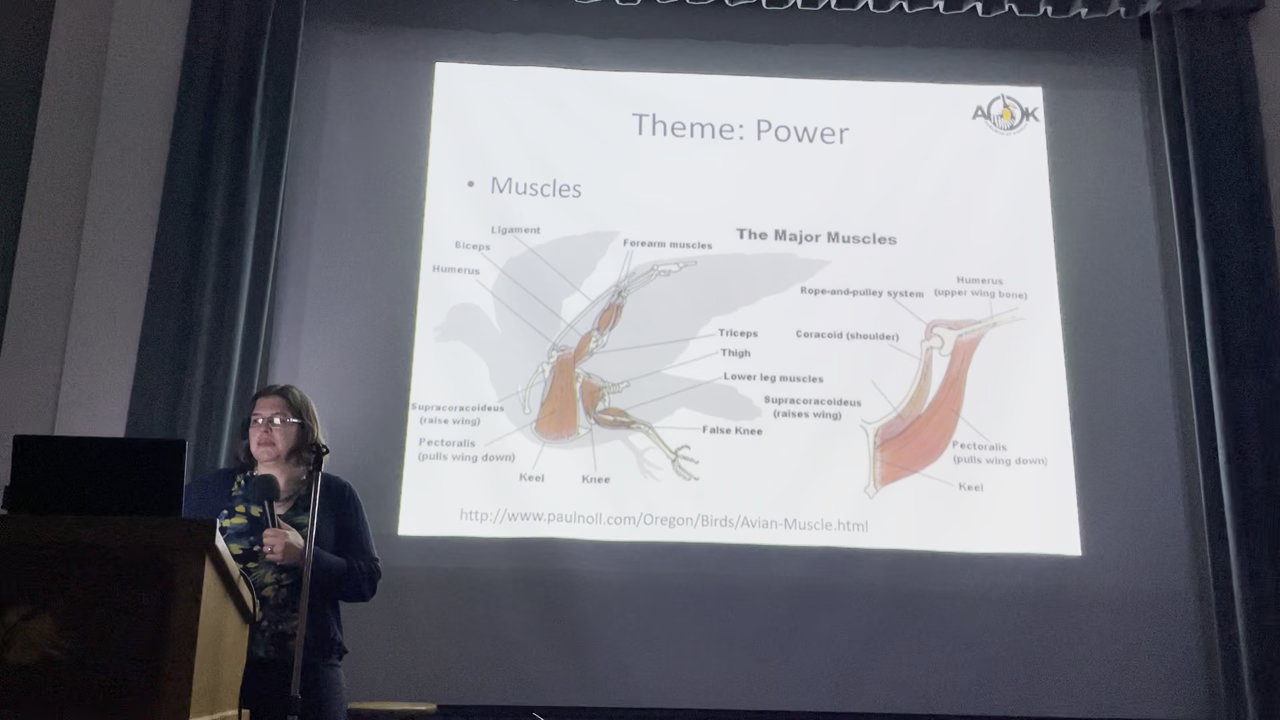 Theme: Power
AOK
• Muscles
The Major Muscles
Ligament
Biceps
Humerus
Forearm muscles
Triceps
Thigh
Lower leg muscles
False Knee
Supracoracoideus
(raise wing)
Pectoralis
(pulls wing down)
Keel
Knee
Rope-and-pulley system
Humerus
(upper wing bone)
Coracoid (shoulder)
Supracoracoideus
(raises wing)
Pectoralis
(pulls wing down)
Keel
http://www.paulnoll.com/Oregon/Birds/Avian-Muscle.html